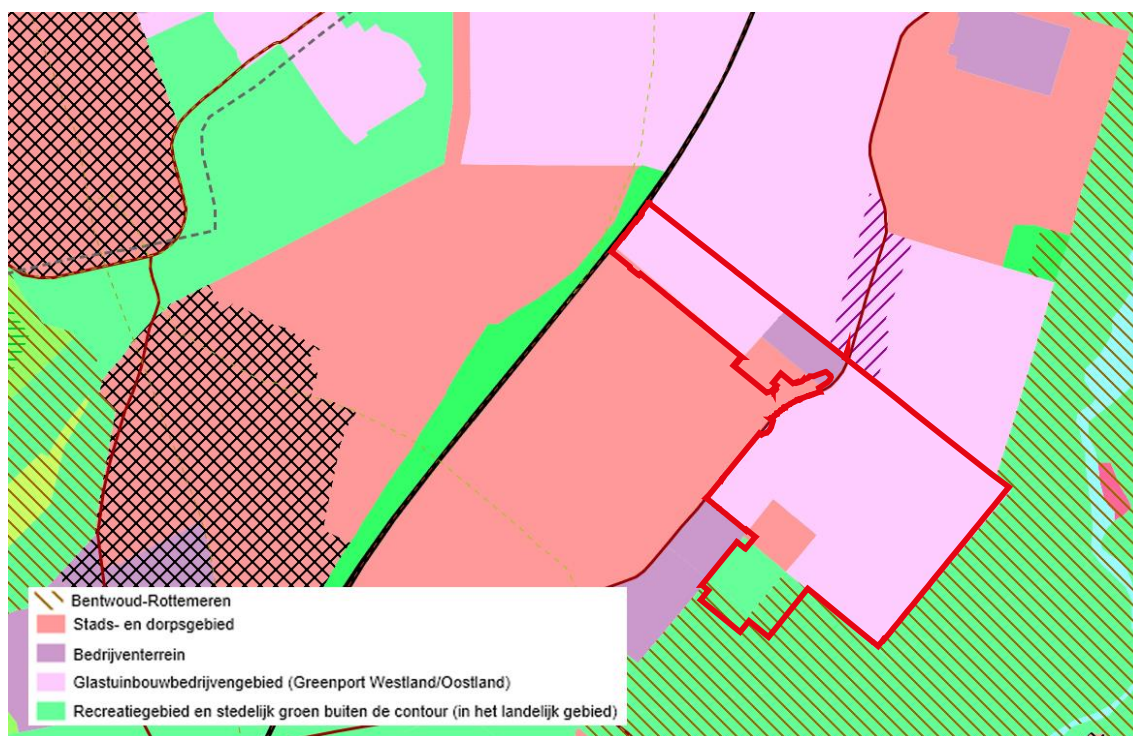 Bentwoud-Rottemeren
Stads- en dorpsgebied
Bedrijventerrein
Glastuinbouwbedrijvengebied (Greenport Westland/Oostland)
Recreatiegebied en stedelijk groen buiten de contour (in het landelijk gebied)